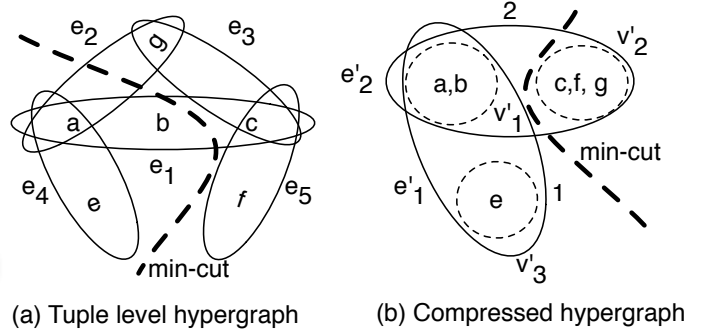 e2
g
e3
a
b
c
e1
e4
e
f
e5
min-cut
(a) Tuple level hypergraph
2
v'2
e'2
a,b
c,f, g
v'1
min-cut
e'1
e
1
v'3
(b) Compressed hypergraph